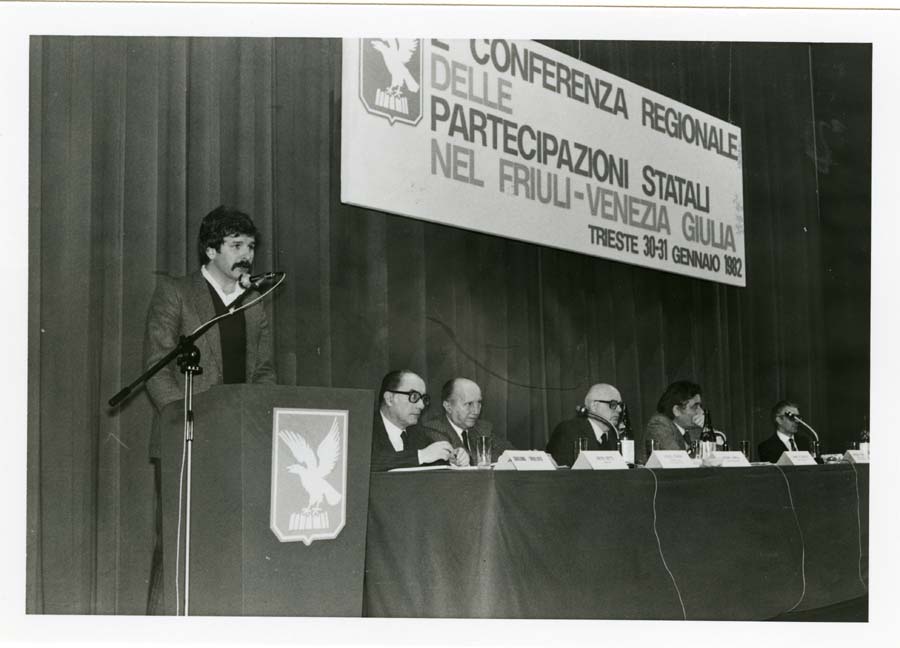 CONFERENZA REGIONALE
DELLE
PARTECIPAZIONI STATALI
NEL FRIULI-VENEZIA GIULIA
TRIESTE 30-31 GENNAIO 1982